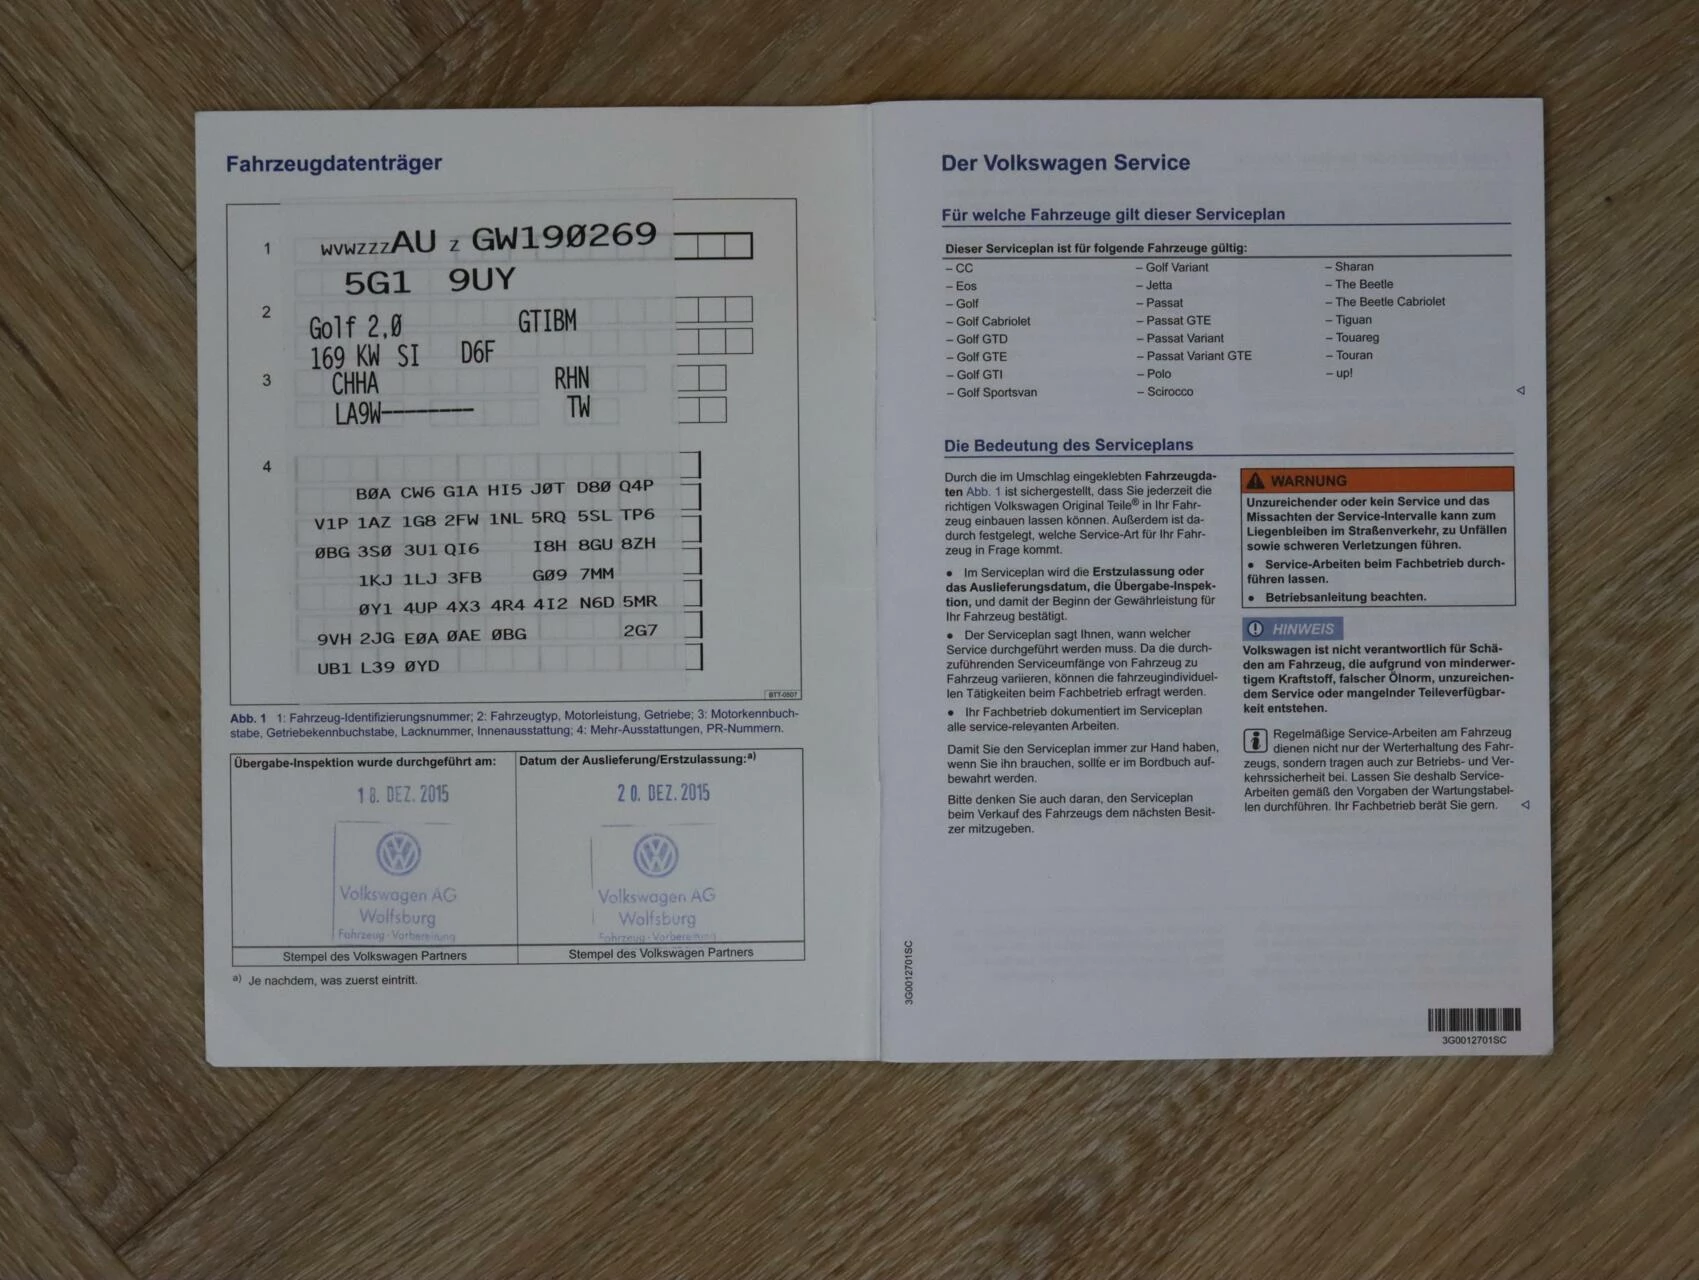 Fahrzeugdatenträger
1 WVWZZZAU Z GW190269
5G1 9UY
2 Golf 2,0 GTIBM
169 KW SI D6F
3 CHHA RHN
LA9W-------- TW
4
B0A CW6 G1A HI5 J0T D80 Q4P
V1P 1AZ 1G8 2FW 1NL 5RQ 5SL TP6
0BG 3S0 3U1 QI6 I8H 8GU 8ZH
1KJ 1LJ 3FB G09 7MM
0Y1 4UP 4X3 4R4 4I2 N6D 5MR
9VH 2JG E0A 0AE 0BG 2G7
UB1 L39 0YD
BTT-0507
Abb. 1 1: Fahrzeug-Identifizierungsnummer; 2: Fahrzeugtyp, Motorleistung, Getriebe; 3: Motorkennbuch-
stabe, Getriebekennbuchstabe, Lacknummer, Innenausstattung; 4: Mehr-Ausstattungen, PR-Nummern.
Übergabe-Inspektion wurde durchgeführt am:
18. DEZ. 2015
Volkswagen AG
Wolfsburg
Fahrzeug-Vorbereitung
Stempel des Volkswagen Partners
Datum der Auslieferung/Erstzulassung:a)
20. DEZ. 2015
Volkswagen AG
Wolfsburg
Fahrzeug-Vorbereitung
Stempel des Volkswagen Partners
a) Je nachdem, was zuerst eintritt.
Der Volkswagen Service
Für welche Fahrzeuge gilt dieser Serviceplan
Dieser Serviceplan ist für folgende Fahrzeuge gültig:
– CC
– Eos
– Golf
– Golf Cabriolet
– Golf GTD
– Golf GTE
– Golf GTI
– Golf Sportsvan
– Golf Variant
– Jetta
– Passat
– Passat GTE
– Passat Variant
– Passat Variant GTE
– Polo
– Scirocco
– Sharan
– The Beetle
– The Beetle Cabriolet
– Tiguan
– Touareg
– Touran
– up!
Die Bedeutung des Serviceplans
Durch die im Umschlag eingeklebten Fahrzeugda-
ten Abb. 1 ist sichergestellt, dass Sie jederzeit die
richtigen Volkswagen Original Teile® in Ihr Fahr-
zeug einbauen lassen können. Außerdem ist da-
durch festgelegt, welche Service-Art für Ihr Fahr-
zeug in Frage kommt.
• Im Serviceplan wird die Erstzulassung oder
das Auslieferungsdatum, die Übergabe-Inspek-
tion, und damit der Beginn der Gewährleistung für
Ihr Fahrzeug bestätigt.
• Der Serviceplan sagt Ihnen, wann welcher
Service durchgeführt werden muss. Da die durch-
zuführenden Serviceumfänge von Fahrzeug zu
Fahrzeug variieren, können die fahrzeugindividuel-
len Tätigkeiten beim Fachbetrieb erfragt werden.
• Ihr Fachbetrieb dokumentiert im Serviceplan
alle service-relevanten Arbeiten.
Damit Sie den Serviceplan immer zur Hand haben,
wenn Sie ihn brauchen, sollte er im Bordbuch auf-
bewahrt werden.
Bitte denken Sie auch daran, den Serviceplan
beim Verkauf des Fahrzeugs dem nächsten Besit-
zer mitzugeben.
WARNUNG
Unzureichender oder kein Service und das
Missachten der Service-Intervalle kann zum
Liegenbleiben im Straßenverkehr, zu Unfällen
sowie schweren Verletzungen führen.
• Service-Arbeiten beim Fachbetrieb durch-
führen lassen.
• Betriebsanleitung beachten.
HINWEIS
Volkswagen ist nicht verantwortlich für Schä-
den am Fahrzeug, die aufgrund von minderwer-
tigem Kraftstoff, falscher Ölnorm, unzureichen-
dem Service oder mangelnder Teileverfügbar-
keit entstehen.
Regelmäßige Service-Arbeiten am Fahrzeug
dienen nicht nur der Werterhaltung des Fahr-
zeugs, sondern tragen auch zur Betriebs- und Ver-
kehrssicherheit bei. Lassen Sie deshalb Service-
Arbeiten gemäß den Vorgaben der Wartungstabel-
len durchführen. Ihr Fachbetrieb berät Sie gern.
3G0012701SC
3G0012701SC